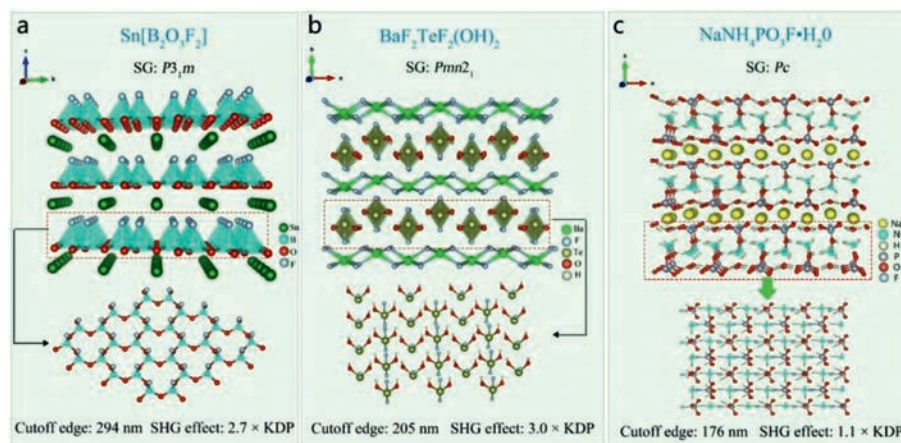 a
Sn[B₂O₃F₂]
SG: P3₁m
Sn
B
O
F
Cutoff edge: 294 nm SHG effect: 2.7 × KDP
b
BaF₂TeF₂(OH)₂
SG: Pmn2₁
Ba
F
Te
O
H
Cutoff edge: 205 nm SHG effect: 3.0 × KDP
c
NaNH₄PO₃F•H₂0
SG: Pc
Na
N
H
P
O
F
Cutoff edge: 176 nm SHG effect: 1.1 × KDP